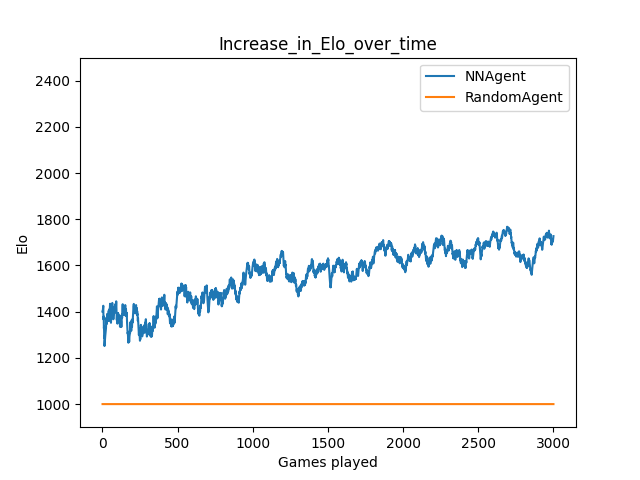 Increase_in_Elo_over_time
NNAgent
RandomAgent
2400
2200
2000
1800
1600
1400
1200
1000
Elo
0 500 1000 1500 2000 2500 3000
Games played